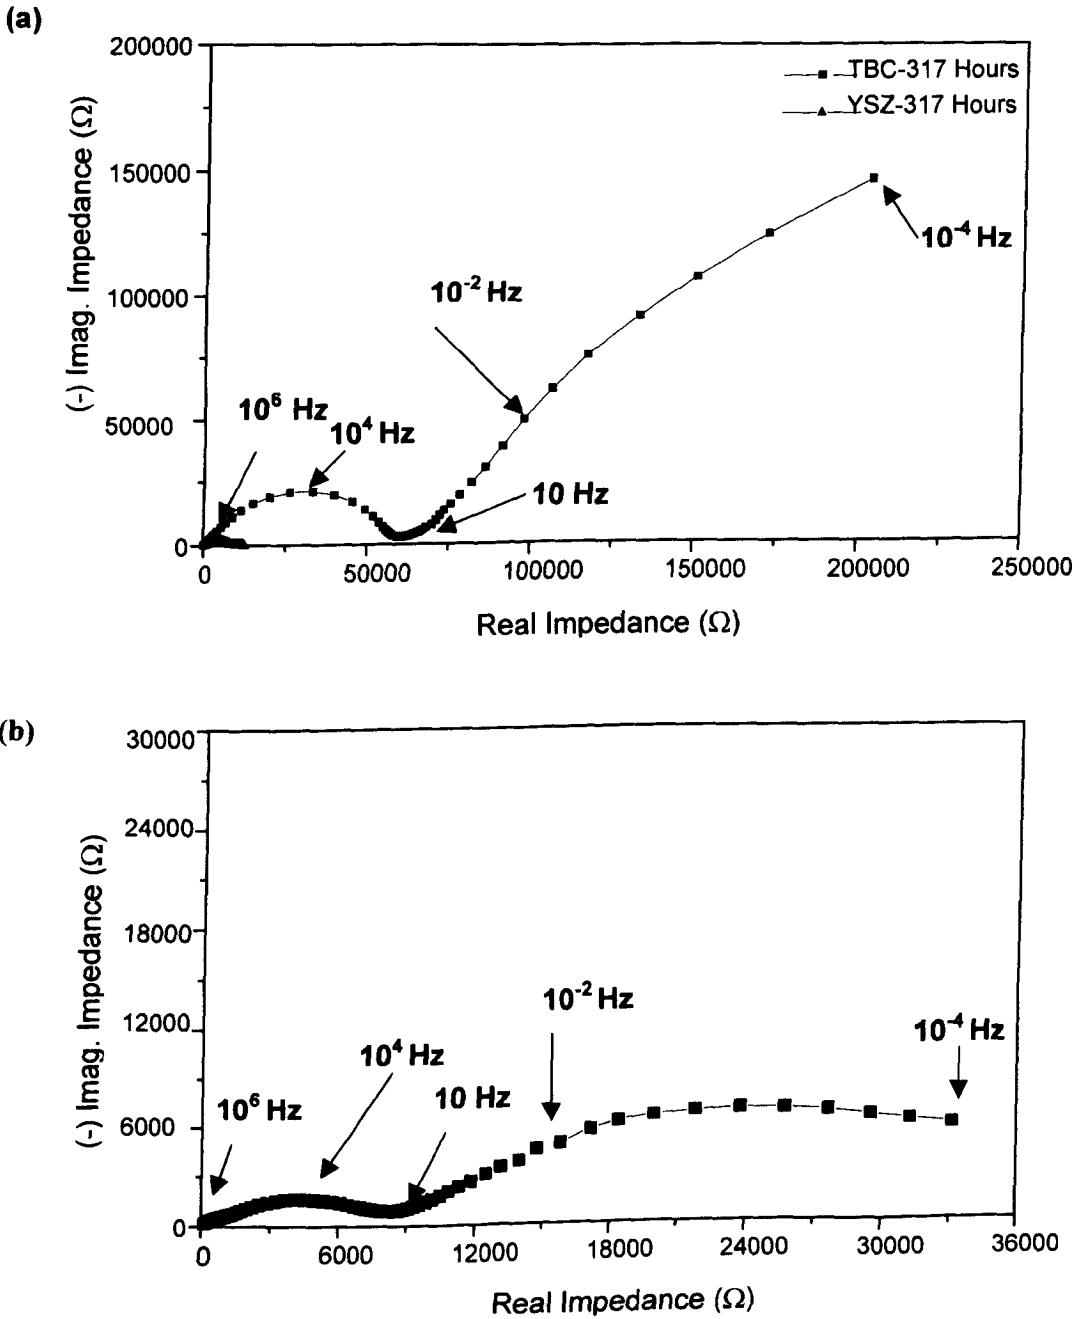 (a)
200000
150000
100000
50000
0
(-) Imag. Impedance (Ω)
TBC-317 Hours
YSZ-317 Hours
10⁻⁴ Hz
10⁻² Hz
10⁶ Hz
10⁴ Hz
10 Hz
0 50000 100000 150000 200000 250000
Real Impedance (Ω)
(b)
30000
24000
18000
12000
6000
0
(-) Imag. Impedance (Ω)
10⁻² Hz
10⁻⁴ Hz
10⁴ Hz
10⁶ Hz
10 Hz
0 6000 12000 18000 24000 30000 36000
Real Impedance (Ω)